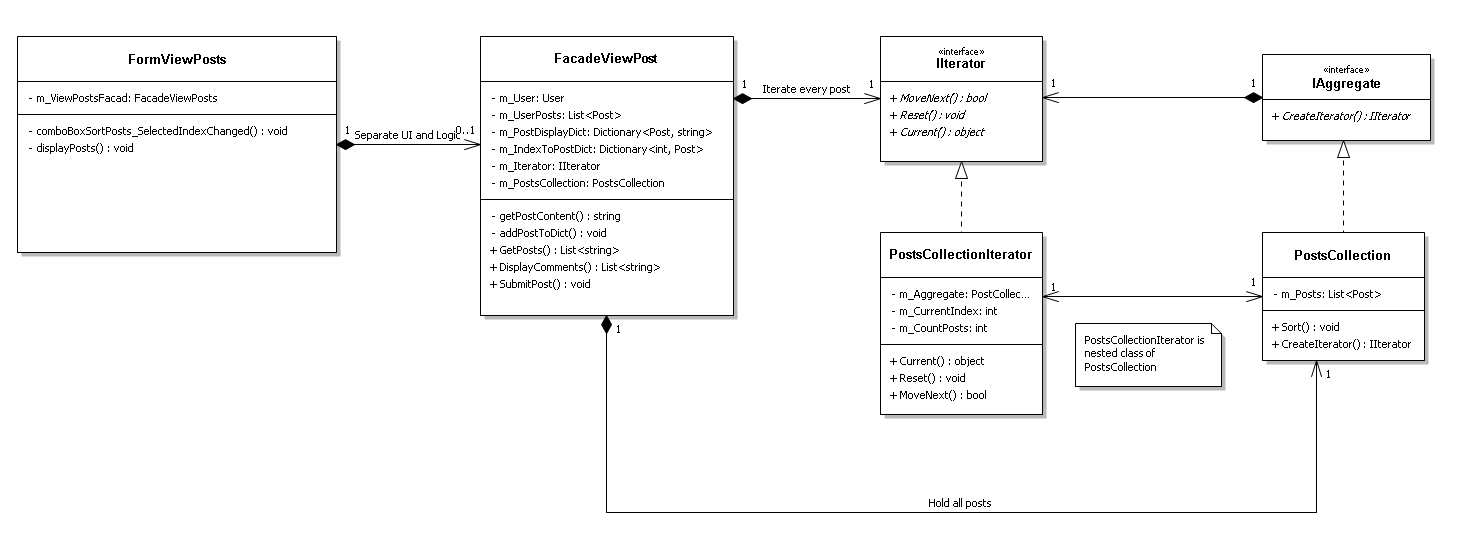 FormViewPosts
- m_ViewPostsFacad: FacadeViewPosts
- comboBoxSortPosts_SelectedIndexChanged() : void
- displayPosts() : void
1
Separate UI and Logic
0..1
FacadeViewPost
- m_User: User
- m_UserPosts: List<Post>
- m_PostDisplayDict: Dictionary<Post, string>
- m_IndexToPostDict: Dictionary<int, Post>
- m_Iterator: IIterator
- m_PostsCollection: PostsCollection
- getPostContent() : string
- addPostToDict() : void
+ GetPosts() : List<string>
+ DisplayComments() : List<string>
+ SubmitPost() : void
1
Iterate every post
1
«interface»
IIterator
+ MoveNext() : bool
+ Reset() : void
+ Current() : object
1
1
«interface»
IAggregate
+ CreateIterator() : IIterator
PostsCollectionIterator
- m_Aggregate: PostCollec...
- m_CurrentIndex: int
- m_CountPosts: int
+ Current() : object
+ Reset() : void
+ MoveNext() : bool
1
1
PostsCollectionIterator is
nested class of
PostsCollection
PostsCollection
- m_Posts: List<Post>
+ Sort() : void
+ CreateIterator() : IIterator
1
1
Hold all posts